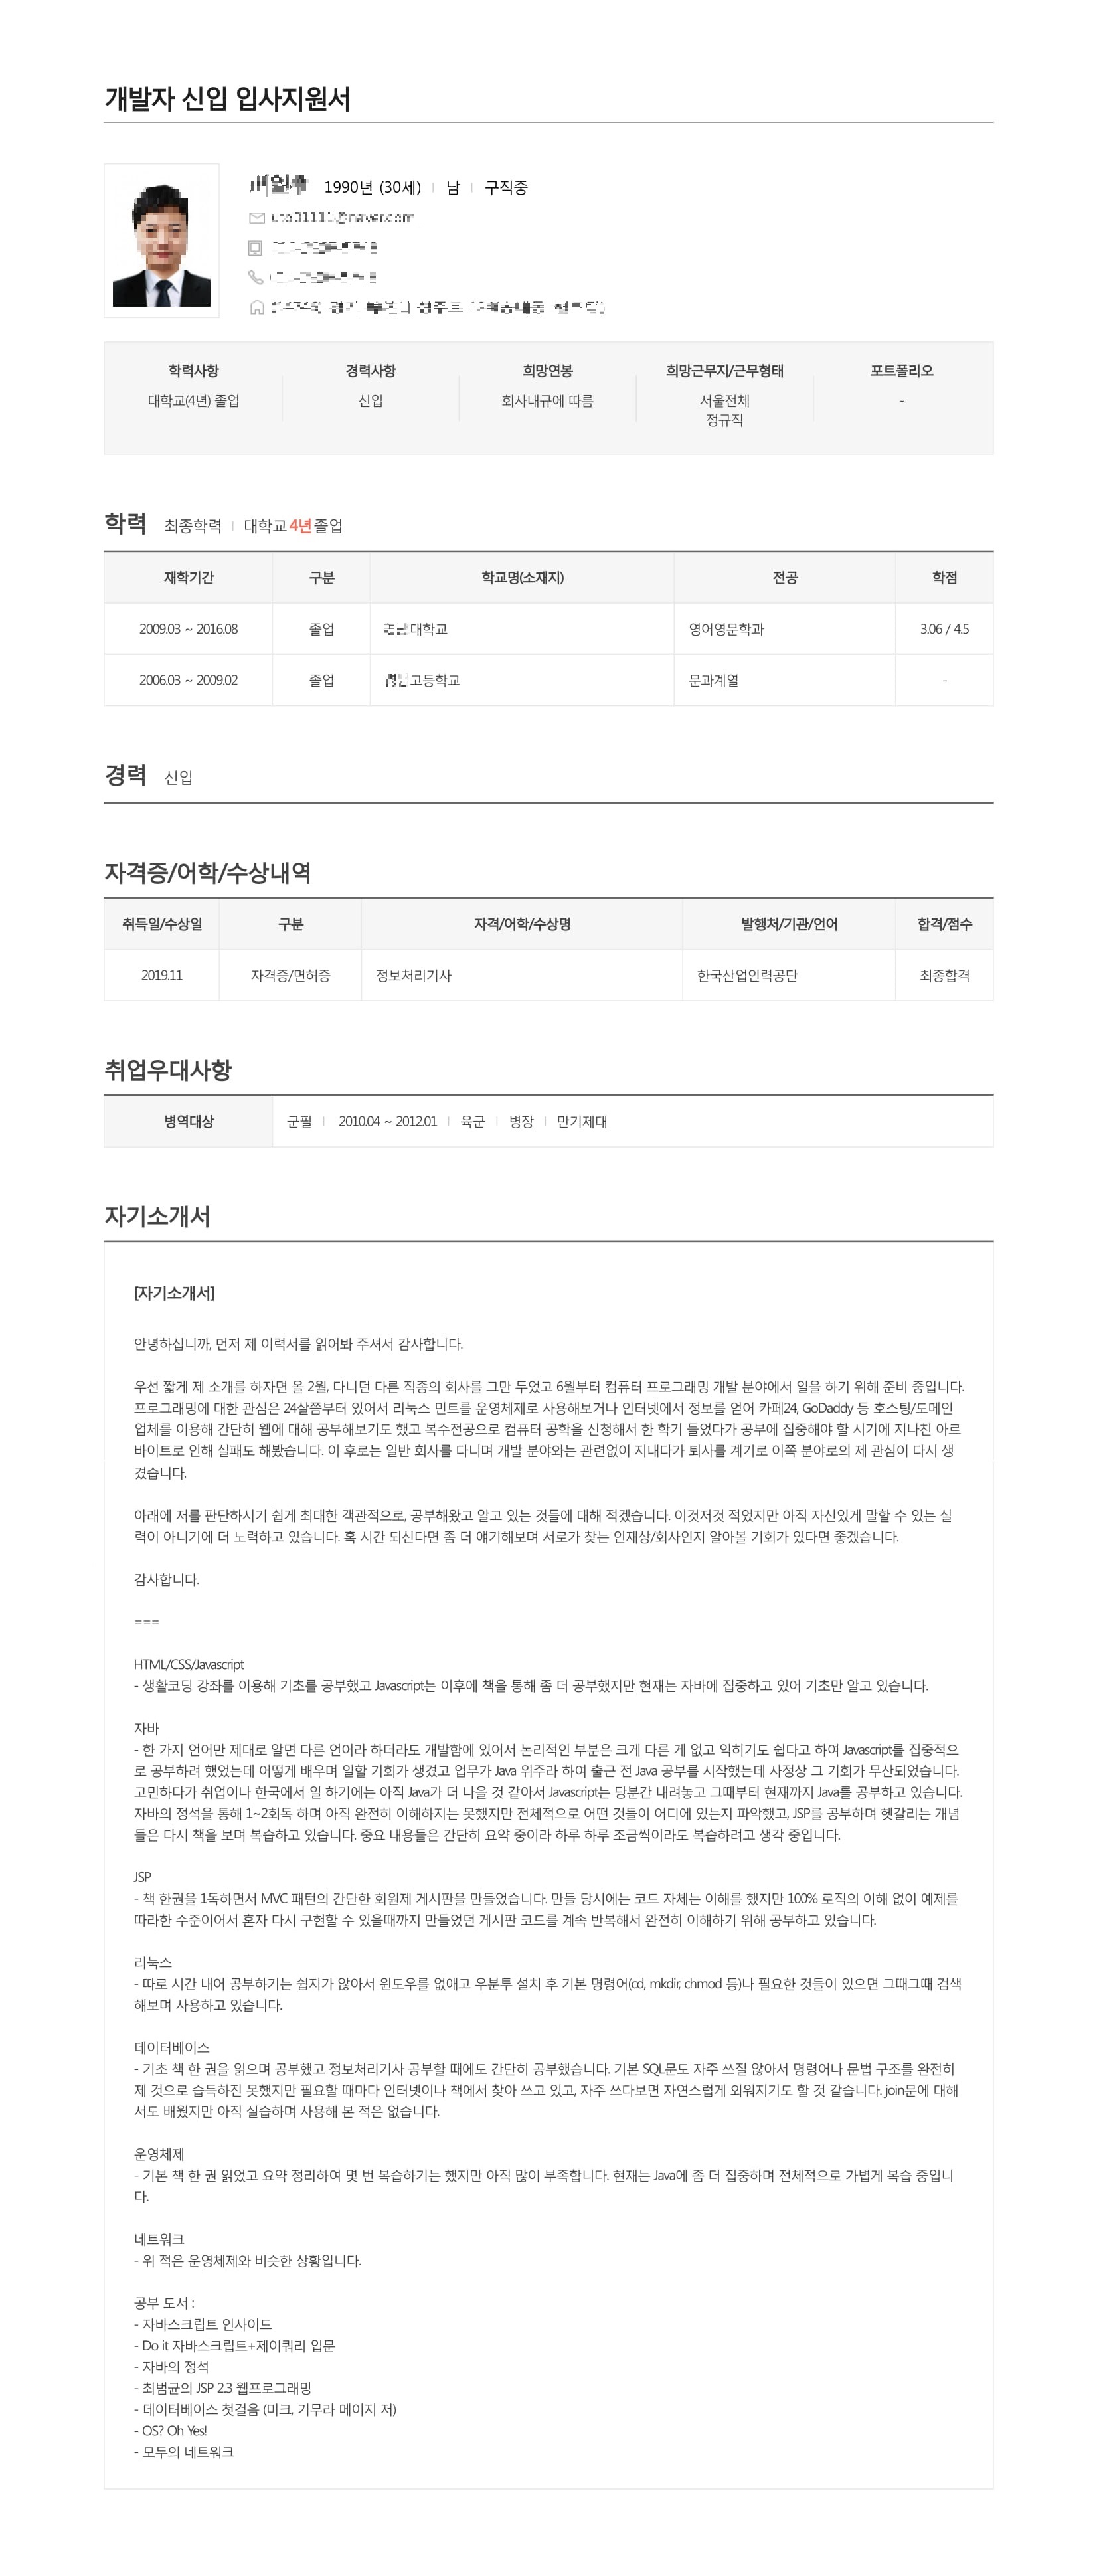 개발자 신입 입사지원서
1990년 (30세) 남 구직중
학력사항 경력사항 희망연봉 희망근무지/근무형태 포트폴리오
대학교(4년) 졸업 신입 회사내규에 따름 서울전체 -
정규직
학력 최종학력 대학교 4년 졸업
재학기간 구분 학교명(소재지) 전공 학점
2009.03 ~ 2016.08 졸업 대학교 영어영문학과 3.06 / 4.5
2006.03 ~ 2009.02 졸업 고등학교 문과계열 -
경력 신입
자격증/어학/수상내역
취득일/수상일 구분 자격/어학/수상명 발행처/기관/언어 합격/점수
2019.11 자격증/면허증 정보처리기사 한국산업인력공단 최종합격
취업우대사항
병역대상 군필 2010.04 ~ 2012.01 육군 병장 만기제대
자기소개서
[자기소개서]
안녕하십니까, 먼저 제 이력서를 읽어봐 주셔서 감사합니다.
우선 짧게 제 소개를 하자면 올 2월, 다니던 다른 직종의 회사를 그만 두었고 6월부터 컴퓨터 프로그래밍 개발 분야에서 일을 하기 위해 준비 중입니다.
프로그래밍에 대한 관심은 24살쯤부터 있어서 리눅스 민트를 운영체제로 사용해보거나 인터넷에서 정보를 얻어 카페24, GoDaddy 등 호스팅/도메인
업체를 이용해 간단히 웹에 대해 공부해보기도 했고 복수전공으로 컴퓨터 공학을 신청해서 한 학기 들었다가 공부에 집중해야 할 시기에 지나친 아르
바이트로 인해 실패도 해봤습니다. 이 후로는 일반 회사를 다니며 개발 분야와는 관련없이 지내다가 퇴사를 계기로 이쪽 분야로의 제 관심이 다시 생
겼습니다.
아래에 저를 판단하시기 쉽게 최대한 객관적으로, 공부해왔고 알고 있는 것들에 대해 적겠습니다. 이것저것 적었지만 아직 자신있게 말할 수 있는 실
력이 아니기에 더 노력하고 있습니다. 혹 시간 되신다면 좀 더 얘기해보며 서로가 찾는 인재상/회사인지 알아볼 기회가 있다면 좋겠습니다.
감사합니다.
===
HTML/CSS/Javascript
- 생활코딩 강좌를 이용해 기초를 공부했고 Javascript는 이후에 책을 통해 좀 더 공부했지만 현재는 자바에 집중하고 있어 기초만 알고 있습니다.
자바
- 한 가지 언어만 제대로 알면 다른 언어라 하더라도 개발함에 있어서 논리적인 부분은 크게 다른 게 없고 익히기도 쉽다고 하여 Javascript를 집중적으
로 공부하려 했었는데 어떻게 배우며 일할 기회가 생겼고 업무가 Java 위주라 하여 출근 전 Java 공부를 시작했는데 사정상 그 기회가 무산되었습니다.
고민하다가 취업이나 한국에서 일 하기에는 아직 Java가 더 나을 것 같아서 Javascript는 당분간 내려놓고 그때부터 현재까지 Java를 공부하고 있습니다.
자바의 정석을 통해 1~2회독 하며 아직 완전히 이해하지는 못했지만 전체적으로 어떤 것들이 어디에 있는지 파악했고, JSP를 공부하며 헷갈리는 개념
들은 다시 책을 보며 복습하고 있습니다. 중요 내용들은 간단히 요약 중이라 하루 하루 조금씩이라도 복습하려고 생각 중입니다.
JSP
- 책 한권을 1독하면서 MVC 패턴의 간단한 회원제 게시판을 만들었습니다. 만들 당시에는 코드 자체는 이해를 했지만 100% 로직의 이해 없이 예제를
따라한 수준이어서 혼자 다시 구현할 수 있을때까지 만들었던 게시판 코드를 계속 반복해서 완전히 이해하기 위해 공부하고 있습니다.
리눅스
- 따로 시간 내어 공부하기는 쉽지가 않아서 윈도우를 없애고 우분투 설치 후 기본 명령어(cd, mkdir, chmod 등)나 필요한 것들이 있으면 그때그때 검색
해보며 사용하고 있습니다.
데이터베이스
- 기초 책 한 권을 읽으며 공부했고 정보처리기사 공부할 때에도 간단히 공부했습니다. 기본 SQL문도 자주 쓰질 않아서 명령어나 문법 구조를 완전히
제 것으로 습득하진 못했지만 필요할 때마다 인터넷이나 책에서 찾아 쓰고 있고, 자주 쓰다보면 자연스럽게 외워지기도 할 것 같습니다. join문에 대해
서도 배웠지만 아직 실습하며 사용해 본 적은 없습니다.
운영체제
- 기본 책 한 권 읽었고 요약 정리하여 몇 번 복습하기는 했지만 아직 많이 부족합니다. 현재는 Java에 좀 더 집중하며 전체적으로 가볍게 복습 중입니
다.
네트워크
- 위 적은 운영체제와 비슷한 상황입니다.
공부 도서 :
- 자바스크립트 인사이드
- Do it 자바스크립트+제이쿼리 입문
- 자바의 정석
- 최범균의 JSP 2.3 웹프로그래밍
- 데이터베이스 첫걸음 (미크, 기무라 메이지 저)
- OS? Oh Yes!
- 모두의 네트워크